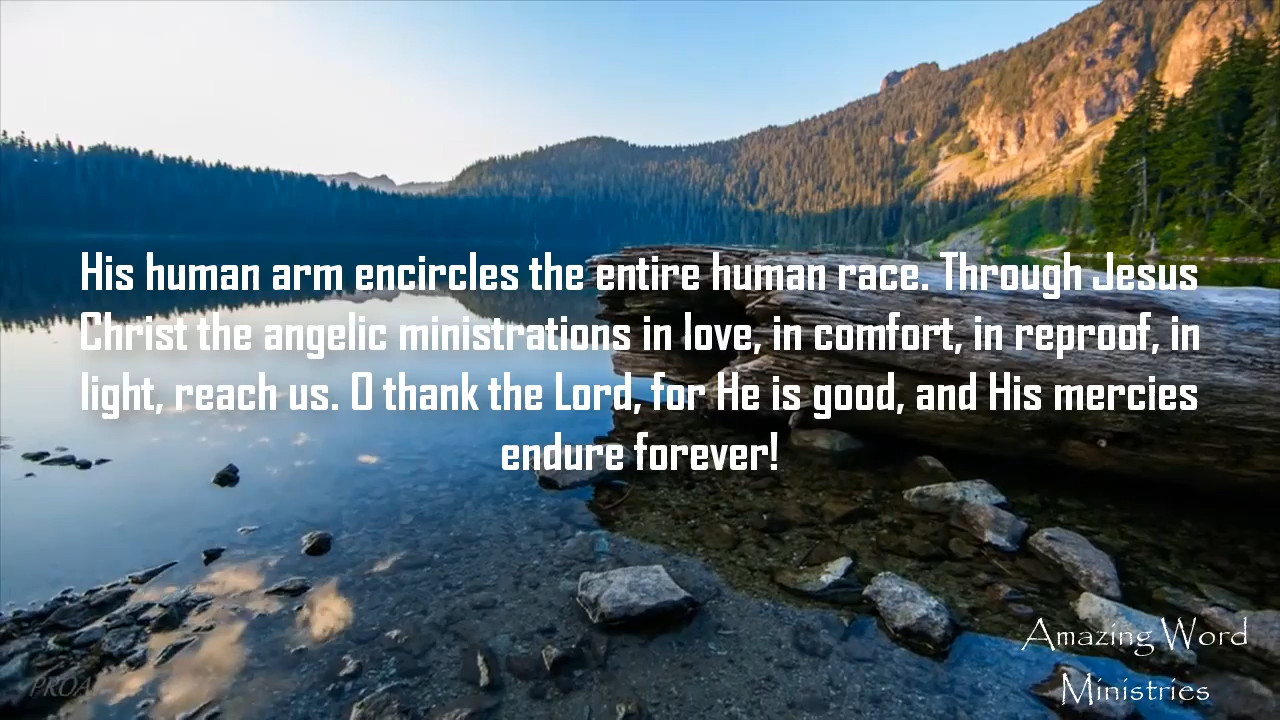 His human arm encircles the entire human race. Through Jesus
Christ the angelic ministrations in love, in comfort, in reproof, in
light, reach us. O thank the Lord, for He is good, and His mercies
endure forever!
Amazing Word
Ministries